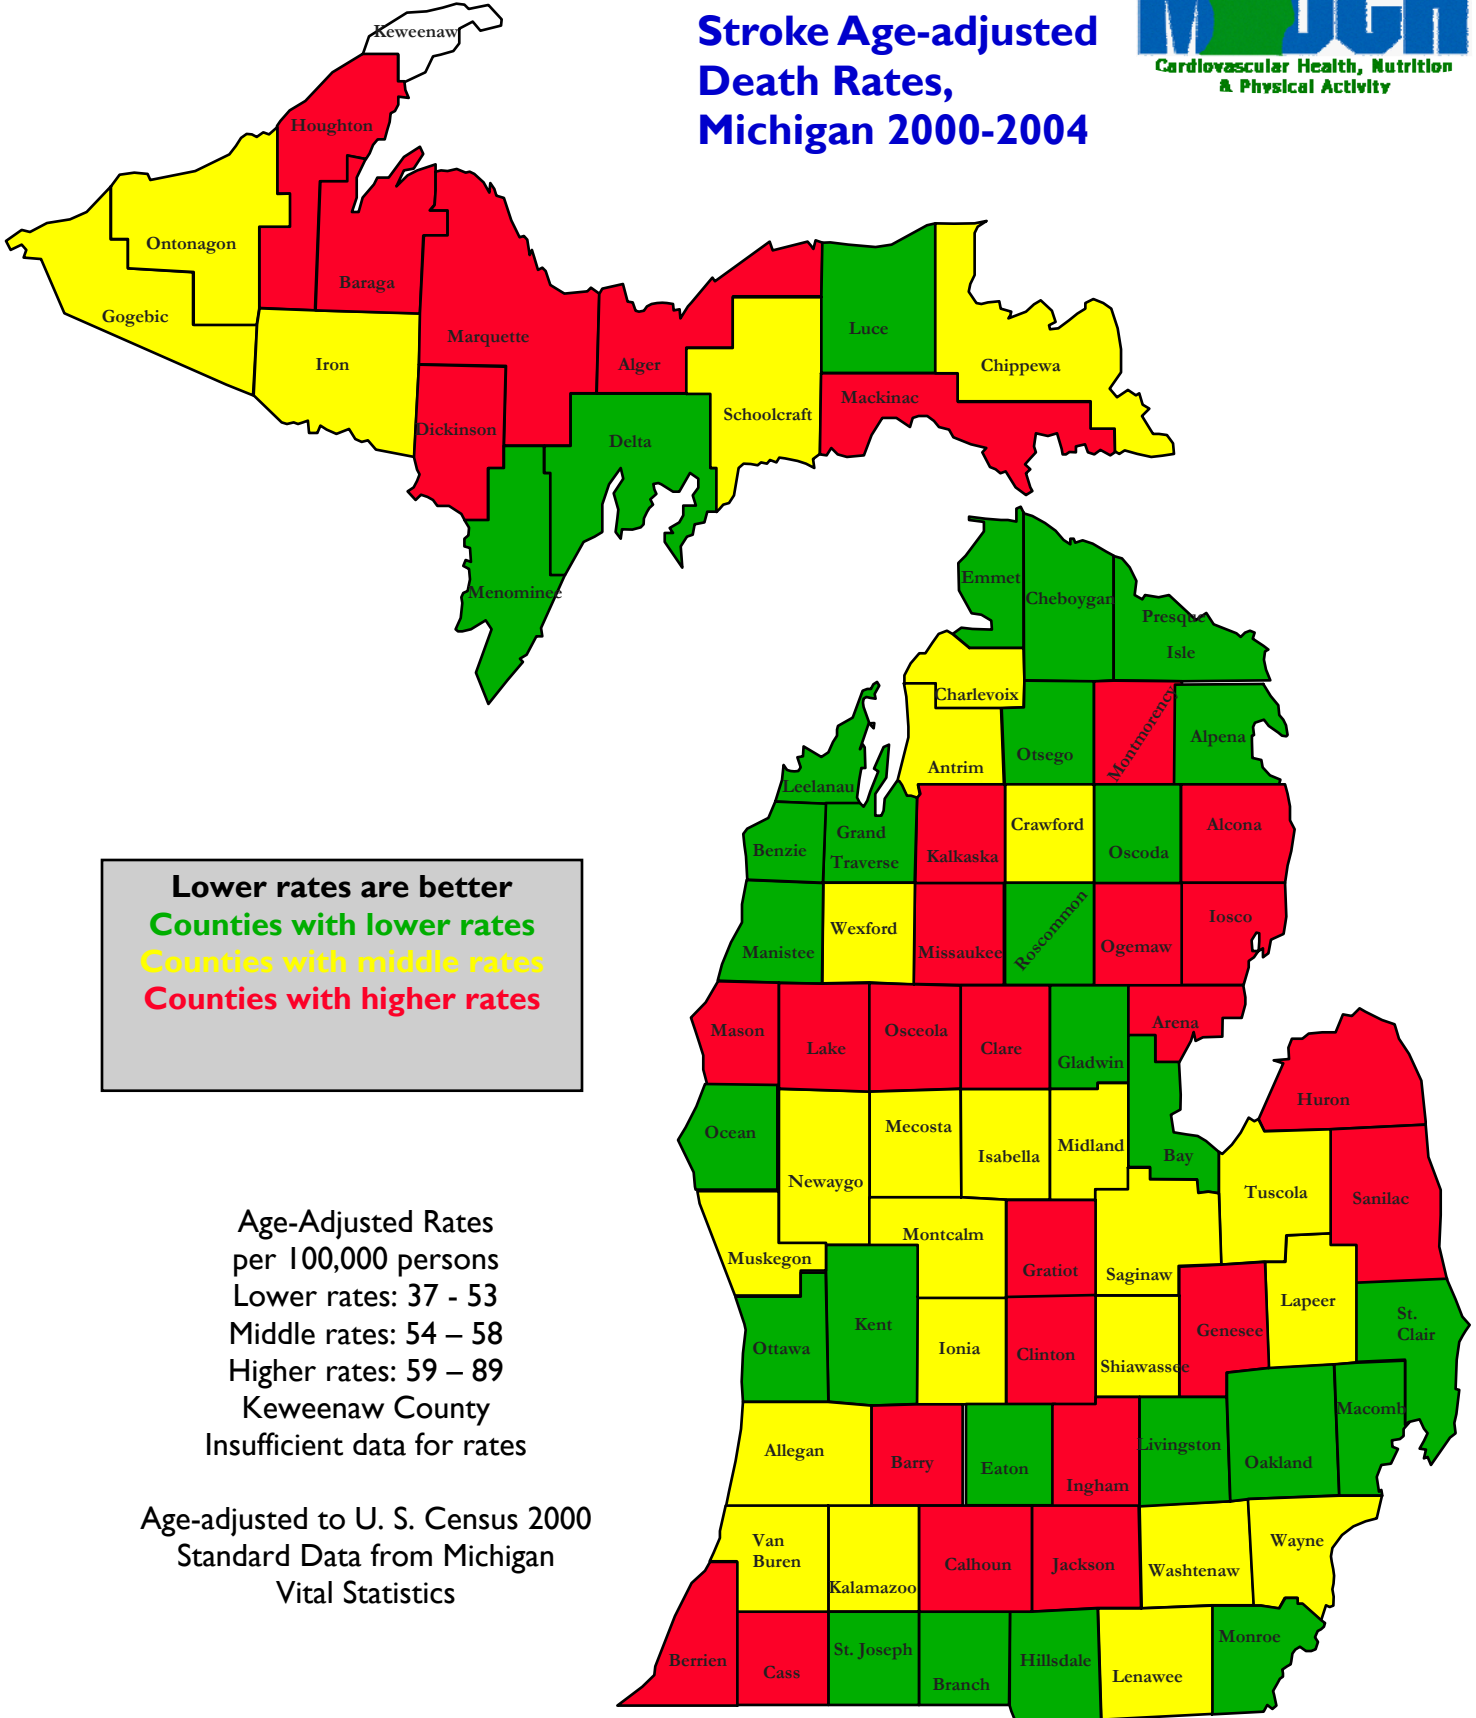 Stroke Age-adjusted
Death Rates,
Michigan 2000-2004
Cardiovascular Health, Nutrition
& Physical Activity
Keweenaw
Houghton
Ontonagon
Baraga
Gogebic
Iron
Marquette
Alger
Luce
Chippewa
Schoolcraft
Mackinac
Dickinson
Delta
Menominee
Emmet
Cheboygan
Presque
Isle
Charlevoix
Montmorency
Otsego
Alpena
Antrim
Leelanau
Grand
Traverse
Benzie
Kalkaska
Crawford
Oscoda
Alcona
Manistee
Wexford
Missaukee
Roscommon
Ogemaw
Iosco
Lower rates are better
Counties with lower rates
Counties with middle rates
Counties with higher rates
Mason
Lake
Osceola
Clare
Gladwin
Arena
Huron
Ocean
Newaygo
Mecosta
Isabella
Midland
Bay
Tuscola
Sanilac
Muskegon
Montcalm
Gratiot
Saginaw
Lapeer
St.
Clair
Genesee
Ottawa
Kent
Ionia
Clinton
Shiawassee
Macomb
Allegan
Barry
Eaton
Ingham
Livingston
Oakland
Van
Buren
Kalamazoo
Calhoun
Jackson
Washtenaw
Wayne
Berrien
Cass
St. Joseph
Branch
Hillsdale
Lenawee
Monroe
Age-Adjusted Rates
per 100,000 persons
Lower rates: 37 - 53
Middle rates: 54 – 58
Higher rates: 59 – 89
Keweenaw County
Insufficient data for rates
Age-adjusted to U. S. Census 2000
Standard Data from Michigan
Vital Statistics